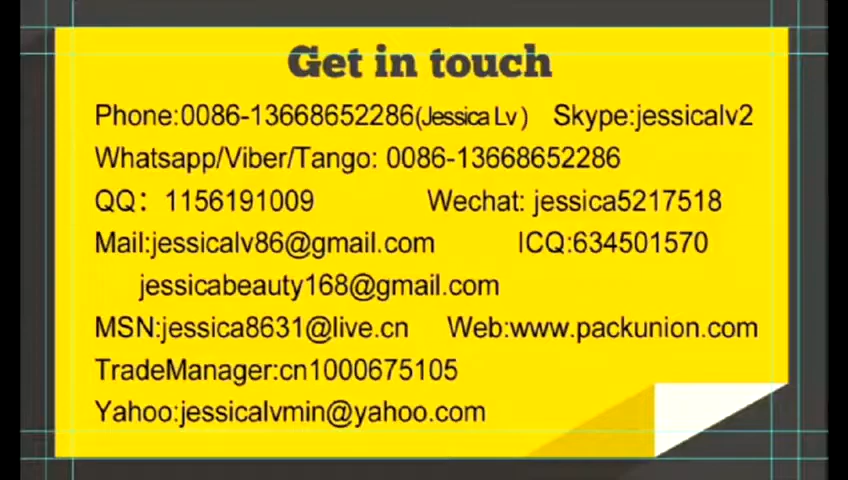 Get in touch
Phone:0086-13668652286(Jessica Lv) Skype:jessicalv2
Whatsapp/Viber/Tango: 0086-13668652286
QQ: 1156191009 Wechat: jessica5217518
Mail:jessicalv86@gmail.com ICQ:634501570
jessicabeauty168@gmail.com
MSN:jessica8631@live.cn Web:www.packunion.com
TradeManager:cn1000675105
Yahoo:jessicalvmin@yahoo.com